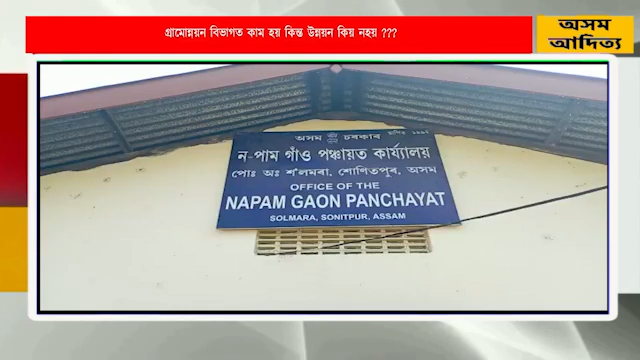 গ্রামোন্নয়ন বিভাগত কাম হয় কিন্ত উন্নয়ন কিয় নহয় ???
অসম
আদিত্য
অসম চৰকাৰ
ন-পাম গাঁও পঞ্চায়ত কাৰ্য্যালয়
পোঃ অঃ শ'লমৰা, শোণিতপুৰ, অসম
OFFICE OF THE
NAPAM GAON PANCHAYAT
SOLMARA, SONITPUR, ASSAM